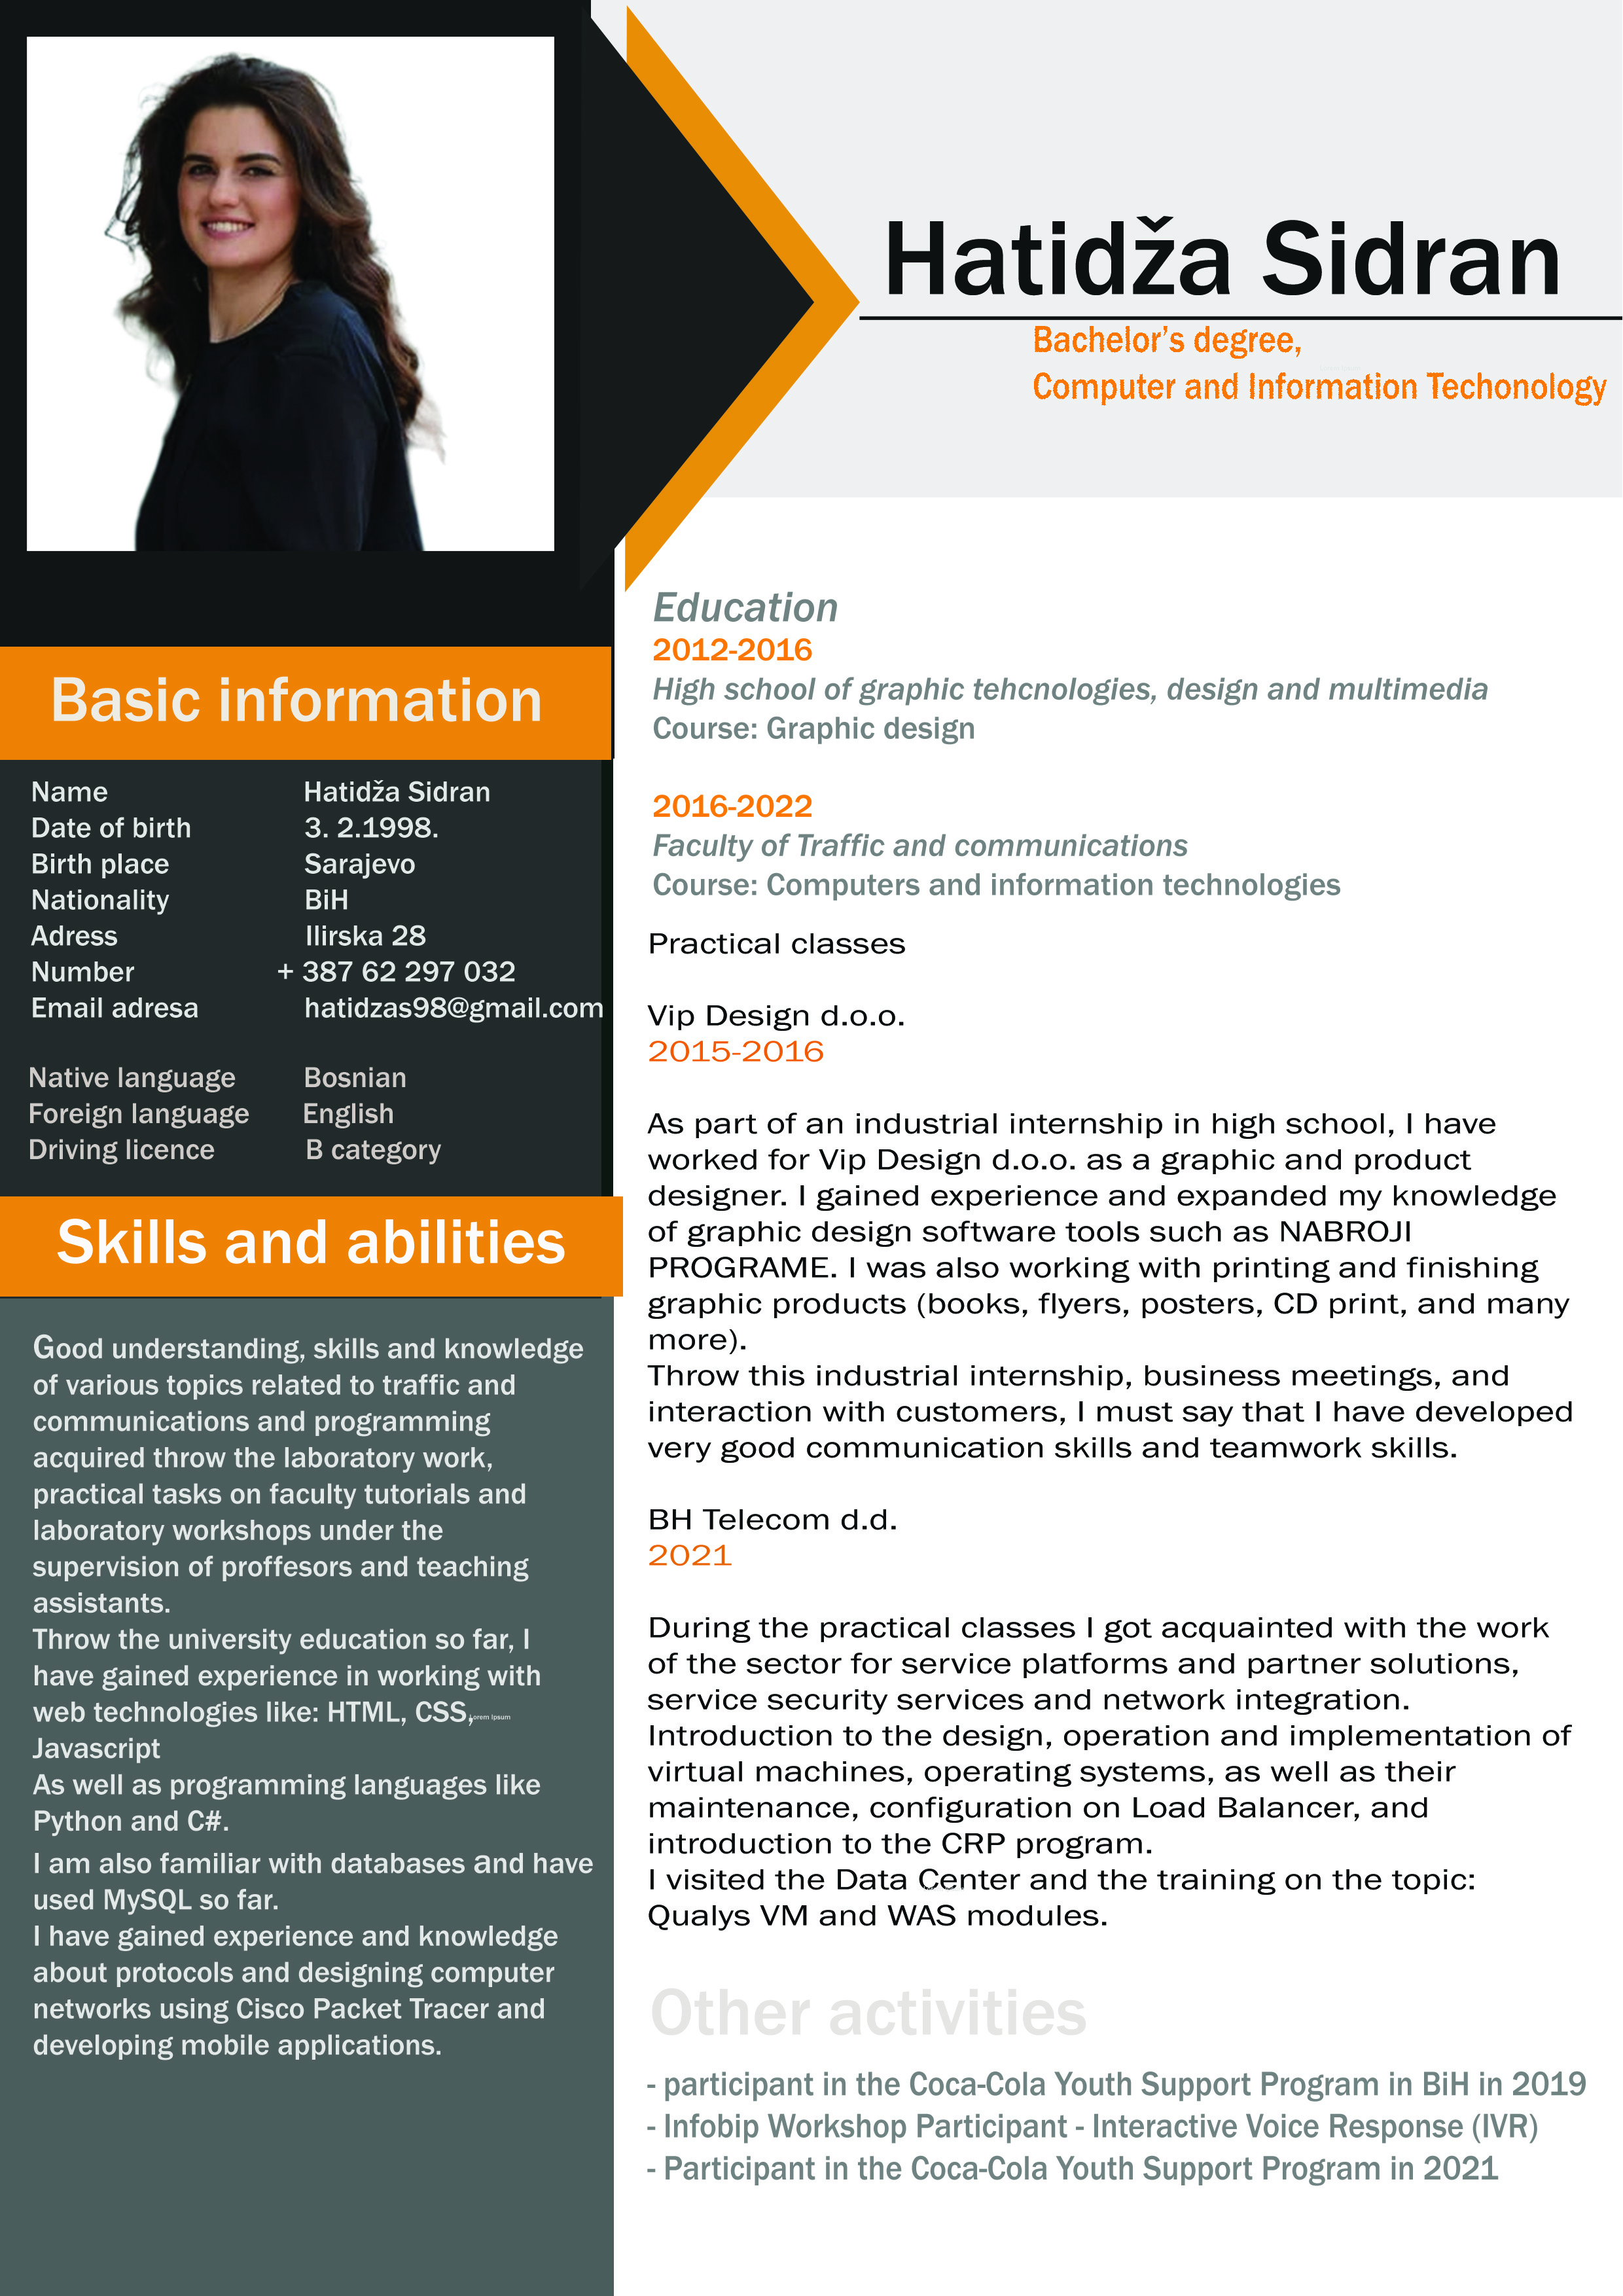 Hatidža Sidran
Bachelor's degree,
Computer and Information Techonology
Basic information
Name Hatidža Sidran
Date of birth 3. 2.1998.
Birth place Sarajevo
Nationality BiH
Adress Ilirska 28
Number + 387 62 297 032
Email adresa hatidzas98@gmail.com
Native language Bosnian
Foreign language English
Driving licence B category
Skills and abilities
Good understanding, skills and knowledge
of various topics related to traffic and
communications and programming
acquired throw the laboratory work,
practical tasks on faculty tutorials and
laboratory workshops under the
supervision of proffesors and teaching
assistants.
Throw the university education so far, I
have gained experience in working with
web technologies like: HTML, CSS,
Lorem Ipsum
Javascript
As well as programming languages like
Python and C#.
I am also familiar with databases and have
used MySQL so far.
I have gained experience and knowledge
about protocols and designing computer
networks using Cisco Packet Tracer and
developing mobile applications.
Education
2012-2016
High school of graphic tehcnologies, design and multimedia
Course: Graphic design
2016-2022
Faculty of Traffic and communications
Course: Computers and information technologies
Practical classes
Vip Design d.o.o.
2015-2016
As part of an industrial internship in high school, I have
worked for Vip Design d.o.o. as a graphic and product
designer. I gained experience and expanded my knowledge
of graphic design software tools such as NABROJI
PROGRAME. I was also working with printing and finishing
graphic products (books, flyers, posters, CD print, and many
more).
Throw this industrial internship, business meetings, and
interaction with customers, I must say that I have developed
very good communication skills and teamwork skills.
BH Telecom d.d.
2021
During the practical classes I got acquainted with the work
of the sector for service platforms and partner solutions,
service security services and network integration.
Introduction to the design, operation and implementation of
virtual machines, operating systems, as well as their
maintenance, configuration on Load Balancer, and
introduction to the CRP program.
I visited the Data Center and the training on the topic:
Qualys VM and WAS modules.
Other activities
- participant in the Coca-Cola Youth Support Program in BiH in 2019
- Infobip Workshop Participant - Interactive Voice Response (IVR)
- Participant in the Coca-Cola Youth Support Program in 2021